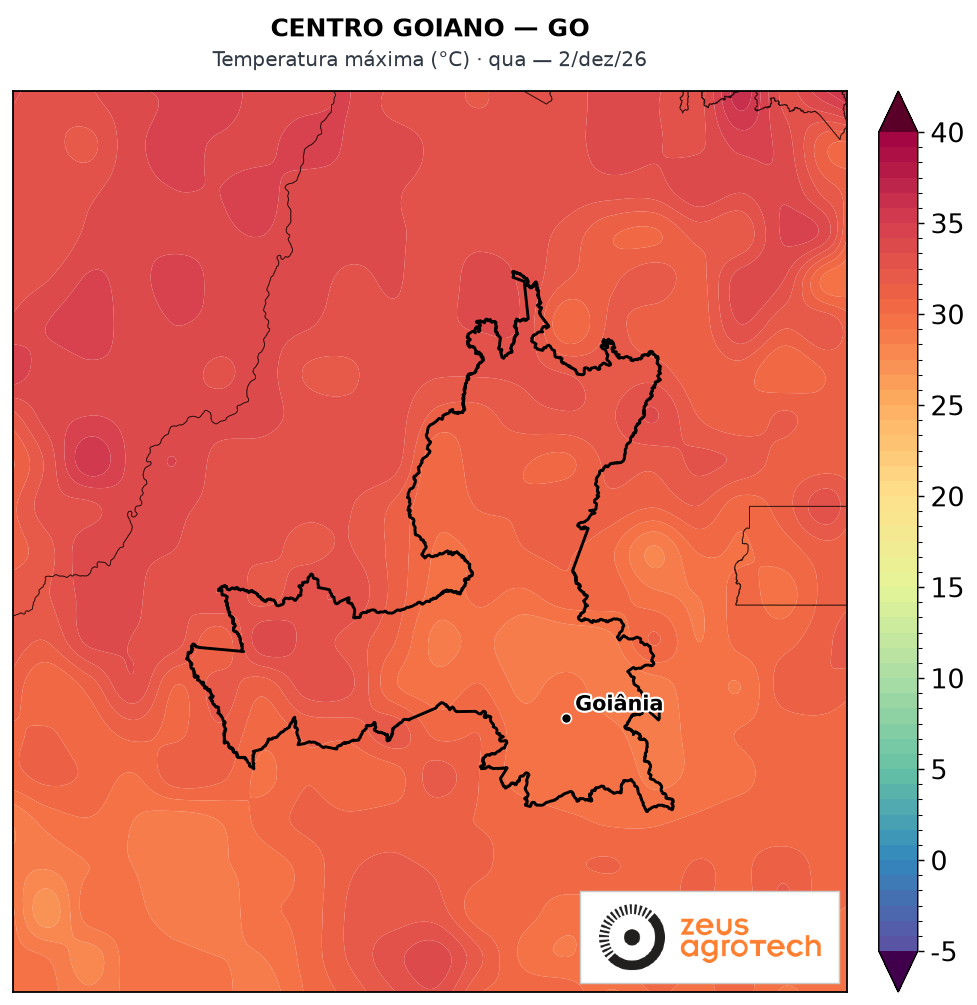 CENTRO GOIANO — GO
Temperatura máxima (°C) · qua — 2/dez/26
40
35
30
25
20
15
10
5
0
-5
Goiânia
zeus
agrotech